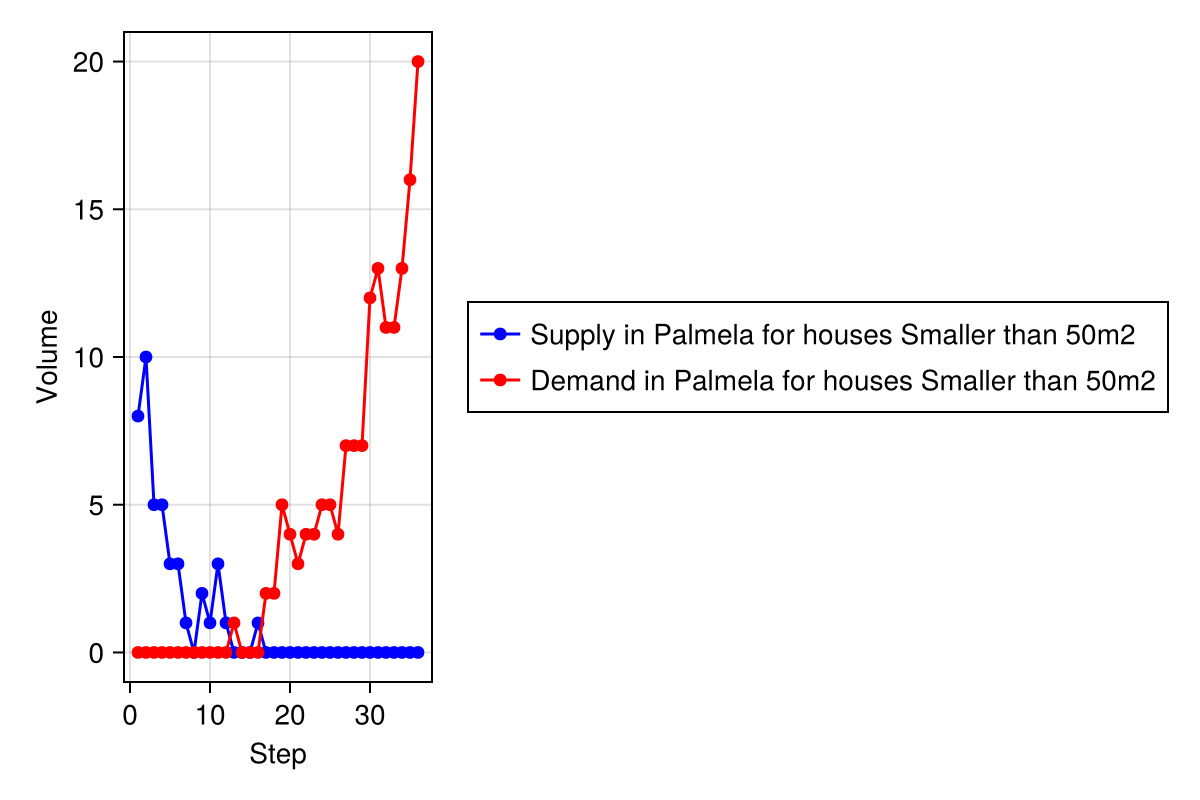 20
15
10
5
0
Volume
0 10 20 30
Step
Supply in Palmela for houses Smaller than 50m2
Demand in Palmela for houses Smaller than 50m2